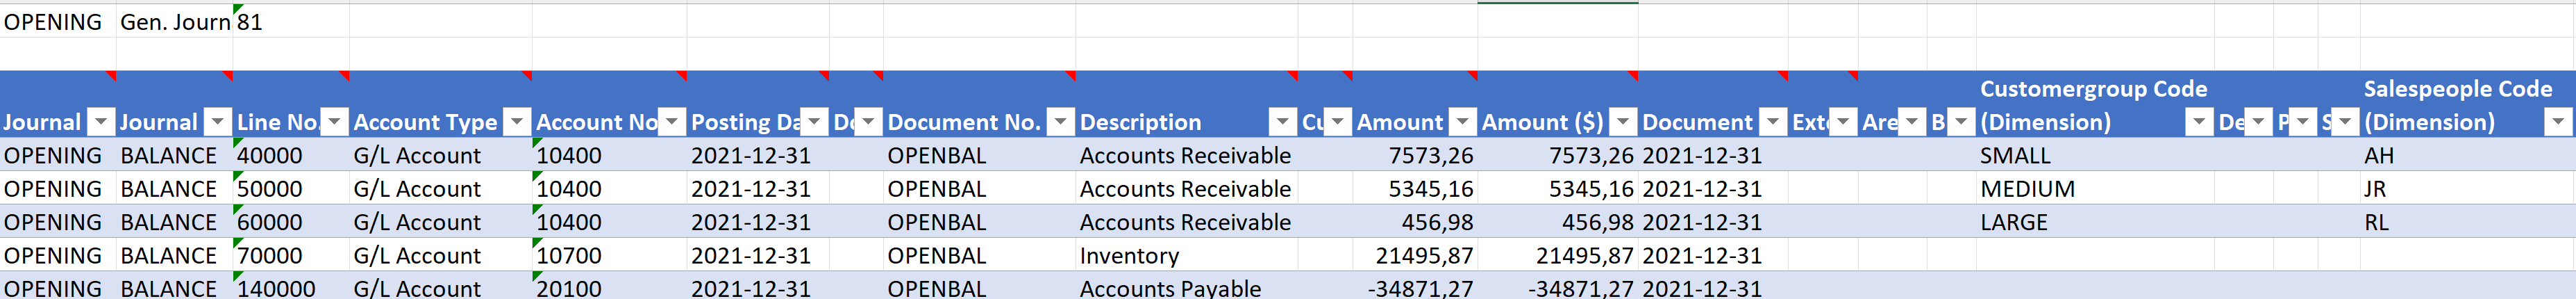 OPENING Gen. Journ 81
Customergroup Code Salespeople Code
Journal Journal Line No. Account Type Account No Posting Da Do Document No. Description Cu Amount Amount ($) Document Exte Are B (Dimension) De P S (Dimension)
OPENING BALANCE 40000 G/L Account 10400 2021-12-31 OPENBAL Accounts Receivable 7573,26 7573,26 2021-12-31 SMALL AH
OPENING BALANCE 50000 G/L Account 10400 2021-12-31 OPENBAL Accounts Receivable 5345,16 5345,16 2021-12-31 MEDIUM JR
OPENING BALANCE 60000 G/L Account 10400 2021-12-31 OPENBAL Accounts Receivable 456,98 456,98 2021-12-31 LARGE RL
OPENING BALANCE 70000 G/L Account 10700 2021-12-31 OPENBAL Inventory 21495,87 21495,87 2021-12-31
OPENING BALANCE 140000 G/L Account 20100 2021-12-31 OPENBAL Accounts Payable -34871,27 -34871,27 2021-12-31